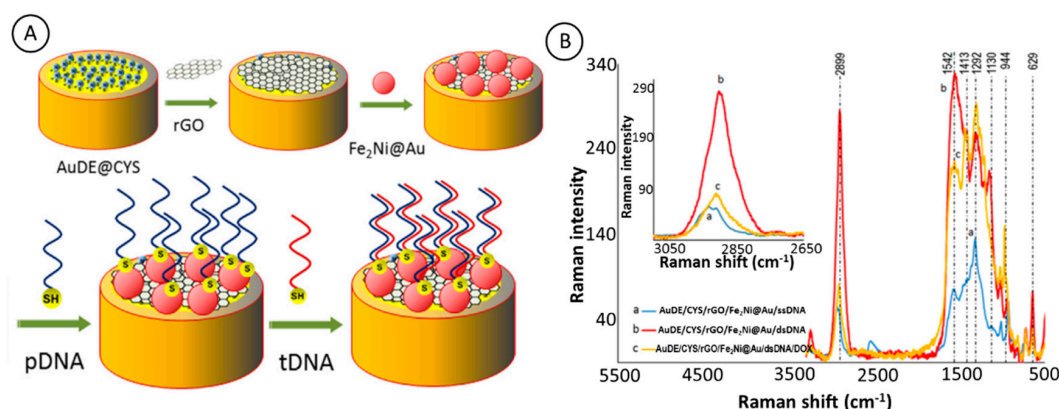 A
rGO
Fe₂Ni@Au
AuDE@CYS
S S S S S S S S
SH
pDNA
SH
tDNA
B
340
240
140
40
Raman intensity
2899
1542
1413
1292
1130
944
629
290
190
90
Raman intensity
b
c
a
3050 2850 2650
Raman shift (cm⁻¹)
b
c
a
a AuDE/CYS/rGO/Fe₂Ni@Au/ssDNA
b AuDE/CYS/rGO/Fe₂Ni@Au/dsDNA
c AuDE/CYS/rGO/Fe₂Ni@Au/dsDNA/DOX
5500 4500 3500 2500 1500 500
Raman shift (cm⁻¹)